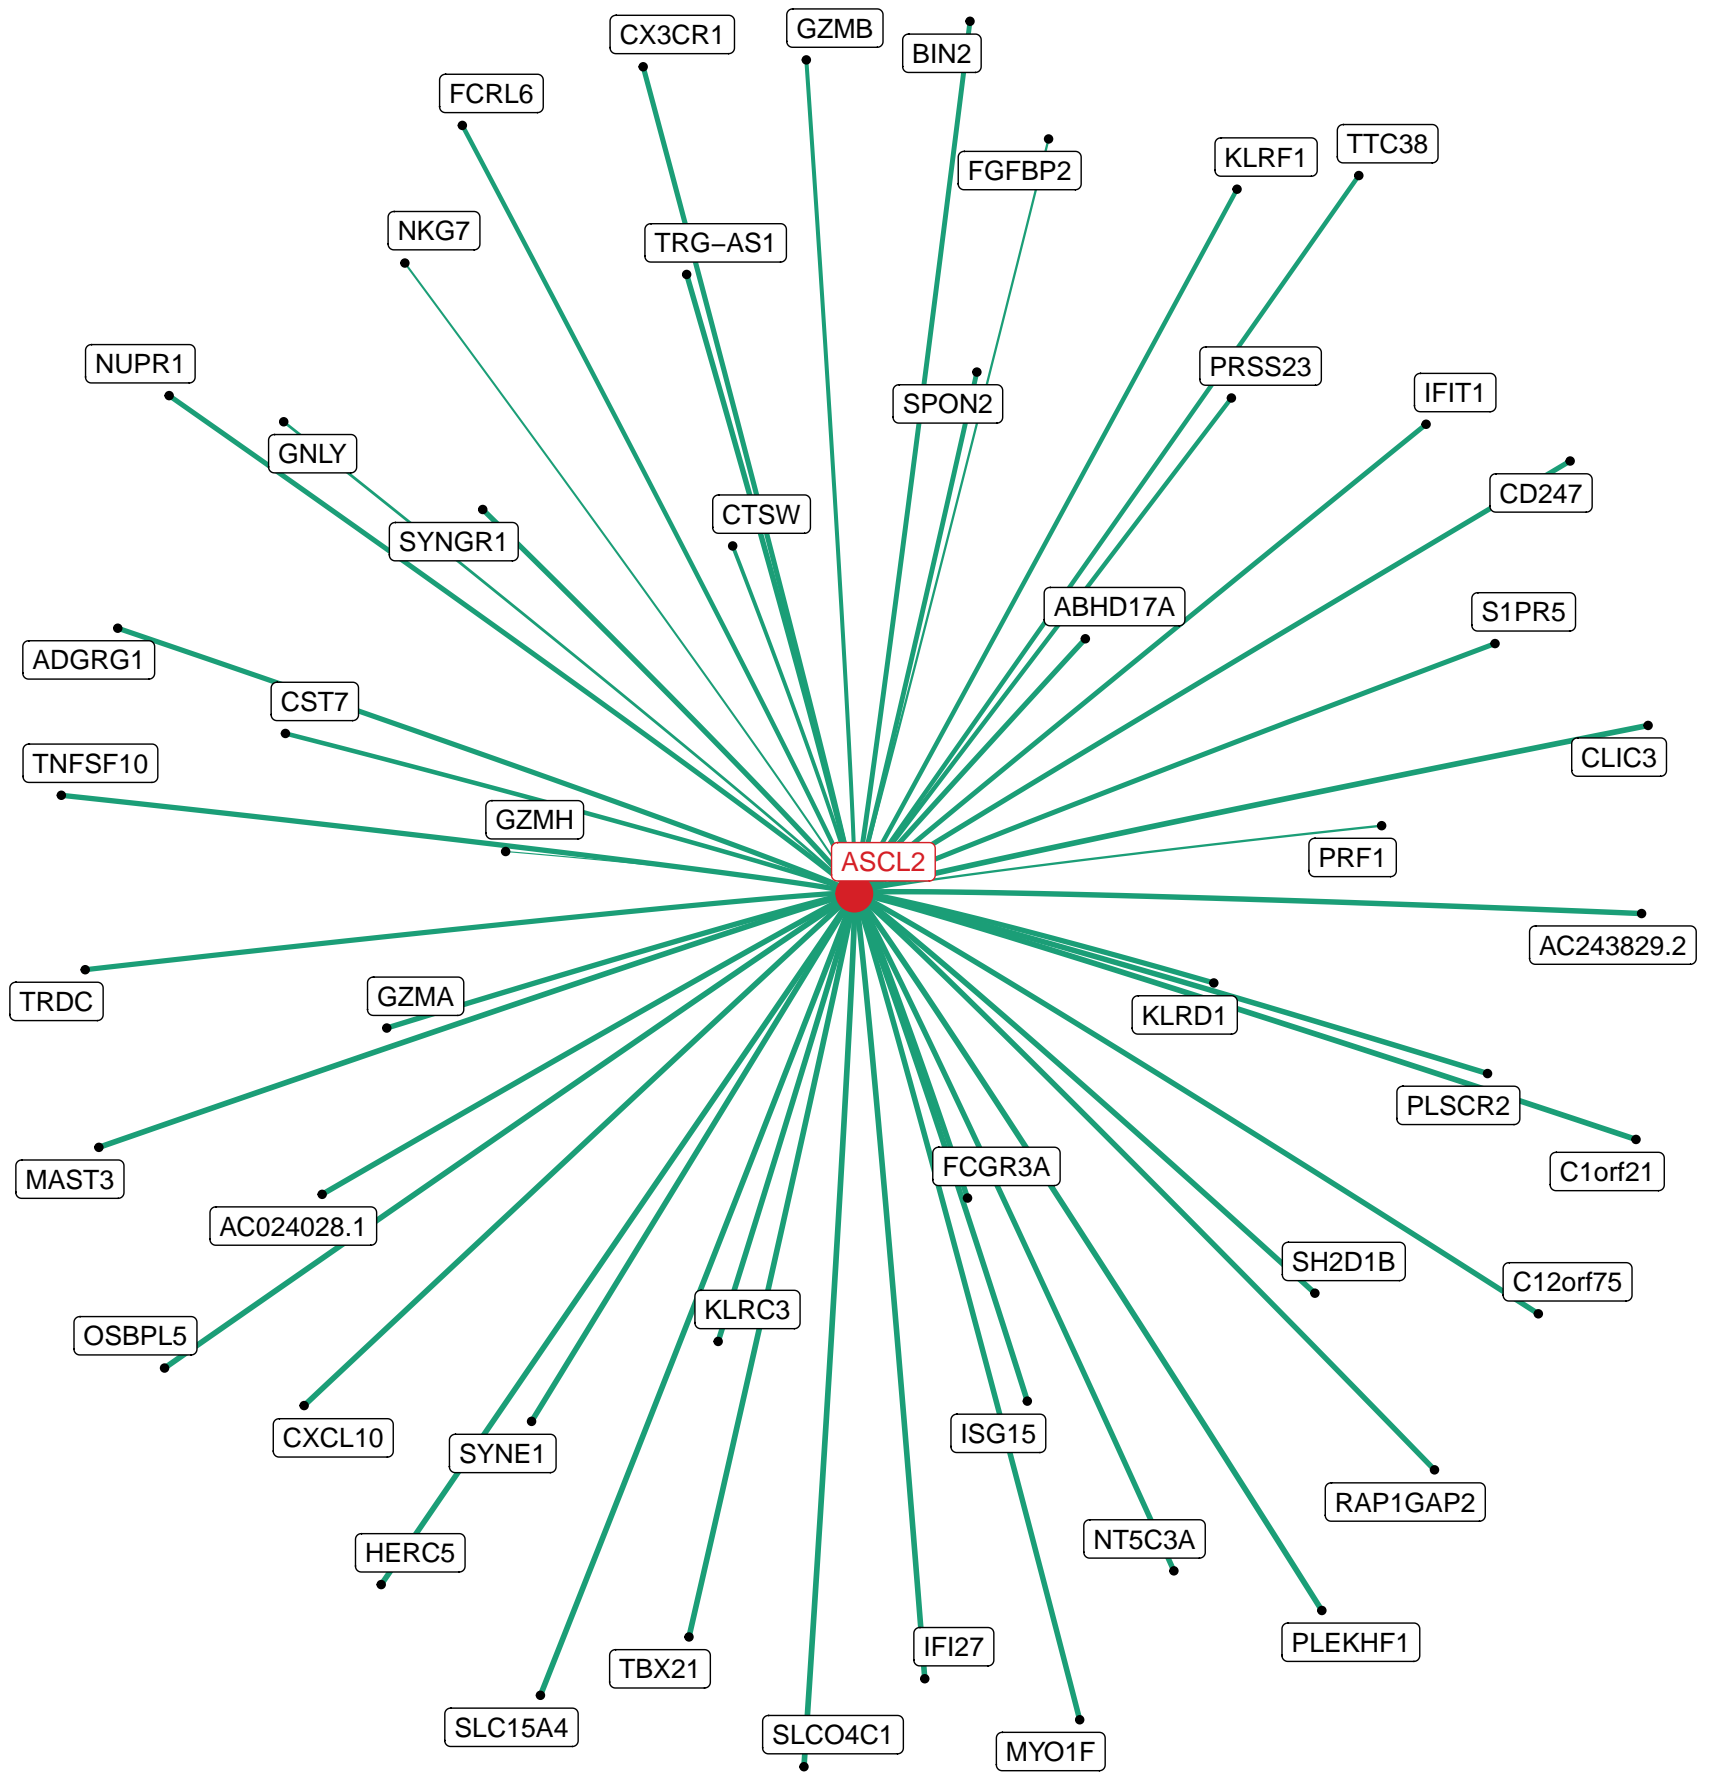 GZMB
CX3CR1
BIN2
FCRL6
TTC38
KLRF1
FGFBP2
NKG7
TRG−AS1
NUPR1
PRSS23
IFIT1
SPON2
GNLY
CD247
CTSW
SYNGR1
ABHD17A
S1PR5
ADGRG1
CST7
CLIC3
TNFSF10
GZMH
PRF1
ASCL2
AC243829.2
GZMA
TRDC
KLRD1
PLSCR2
FCGR3A
C1orf21
MAST3
AC024028.1
SH2D1B
C12orf75
KLRC3
OSBPL5
ISG15
CXCL10
SYNE1
RAP1GAP2
NT5C3A
HERC5
PLEKHF1
IFI27
TBX21
SLC15A4
SLCO4C1
MYO1F